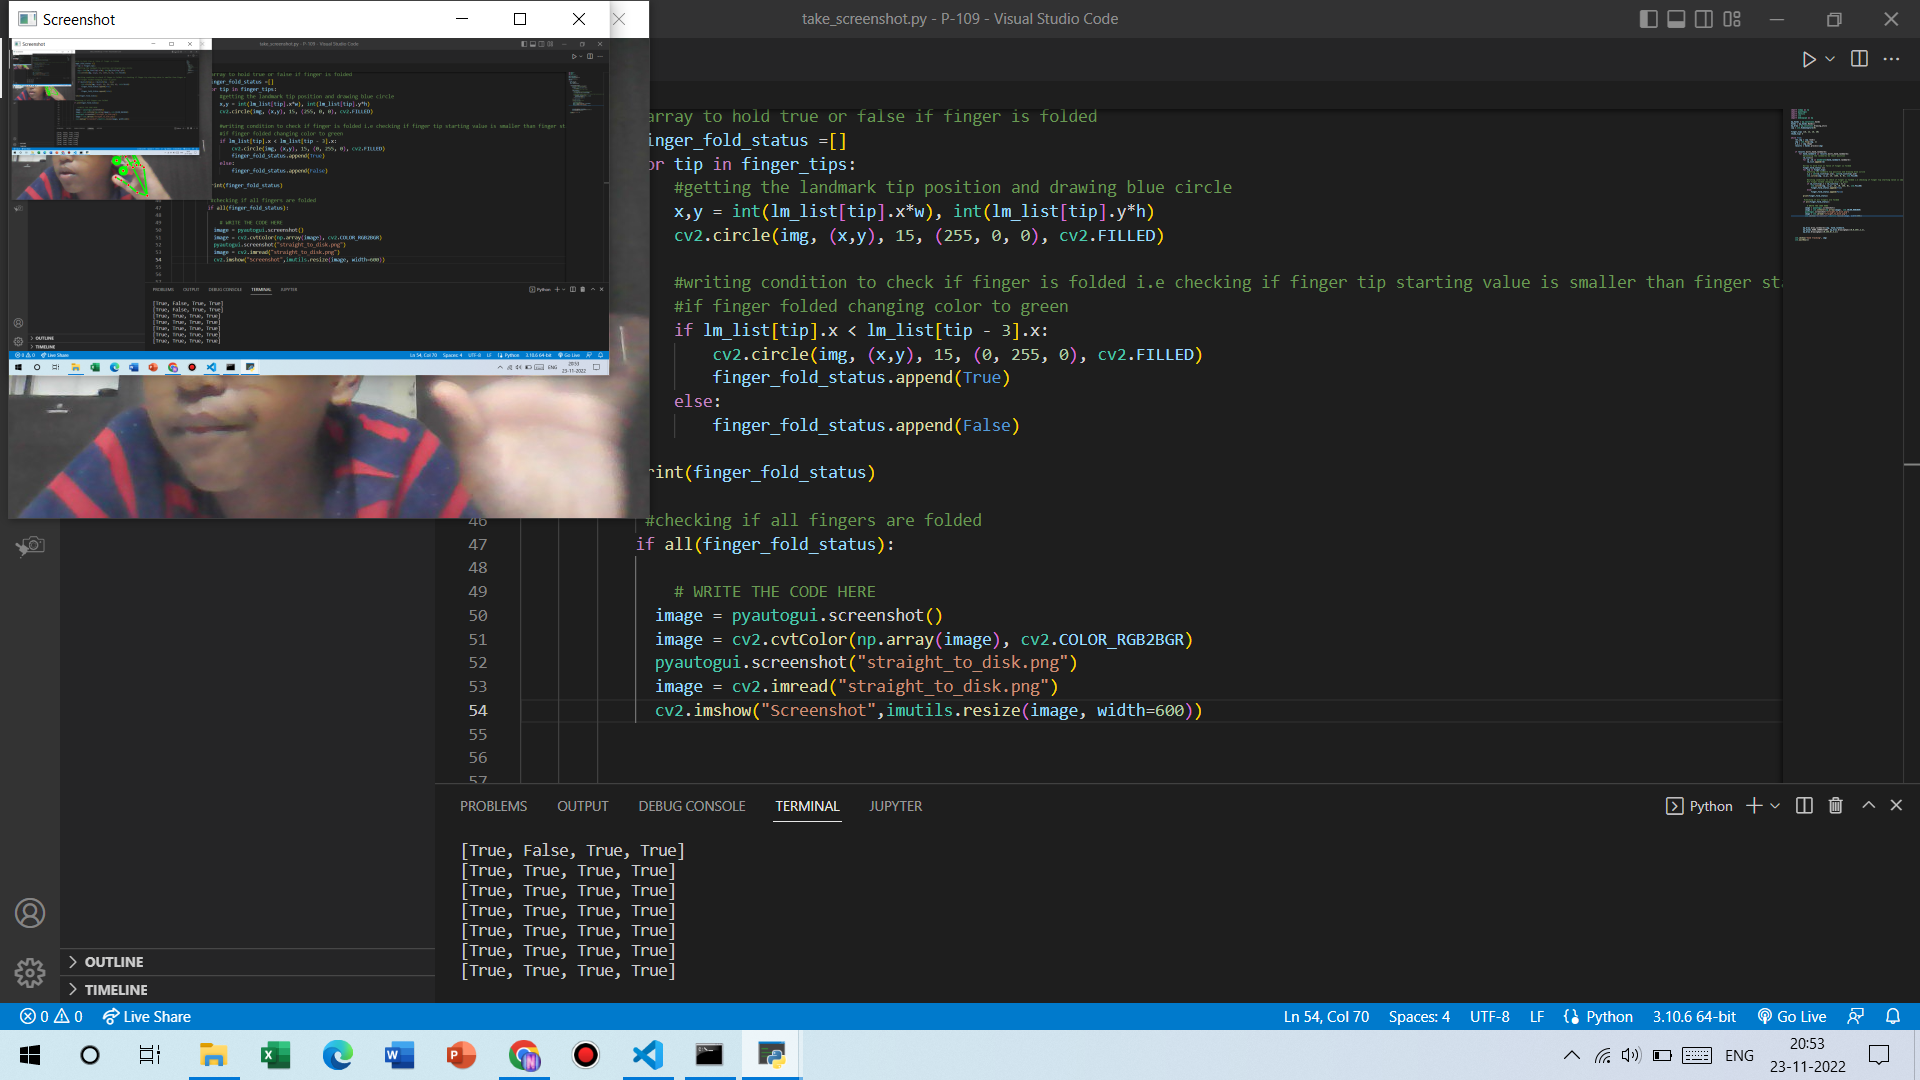 Screenshot
take_screenshot.py - P-109 - Visual Studio Code
array to hold true or false if finger is folded
inger_fold_status =[]
or tip in finger_tips:
#getting the landmark tip position and drawing blue circle
x,y = int(lm_list[tip].x*w), int(lm_list[tip].y*h)
cv2.circle(img, (x,y), 15, (255, 0, 0), cv2.FILLED)
#writing condition to check if finger is folded i.e checking if finger tip starting value is smaller than finger sta
#if finger folded changing color to green
if lm_list[tip].x < lm_list[tip - 3].x:
cv2.circle(img, (x,y), 15, (0, 255, 0), cv2.FILLED)
finger_fold_status.append(True)
else:
finger_fold_status.append(False)
rint(finger_fold_status)
46 #checking if all fingers are folded
47 if all(finger_fold_status):
48
49 # WRITE THE CODE HERE
50 image = pyautogui.screenshot()
51 image = cv2.cvtColor(np.array(image), cv2.COLOR_RGB2BGR)
52 pyautogui.screenshot("straight_to_disk.png")
53 image = cv2.imread("straight_to_disk.png")
54 cv2.imshow("Screenshot",imutils.resize(image, width=600))
55
56
57
PROBLEMS OUTPUT DEBUG CONSOLE TERMINAL JUPYTER
Python
[True, False, True, True]
[True, True, True, True]
[True, True, True, True]
[True, True, True, True]
[True, True, True, True]
[True, True, True, True]
[True, True, True, True]
OUTLINE
TIMELINE
0 0 Live Share
Ln 54, Col 70 Spaces: 4 UTF-8 LF Python 3.10.6 64-bit Go Live
ENG
20:53
23-11-2022